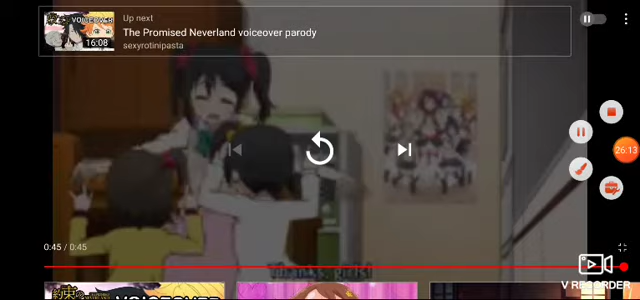 Up next
The Promised Neverland voiceover parody
sexyrotinipasta
VOICEOVER
16:08
26:13
0:45 / 0:45
Thanks, girls!
V RECORDER
VOICEOVER